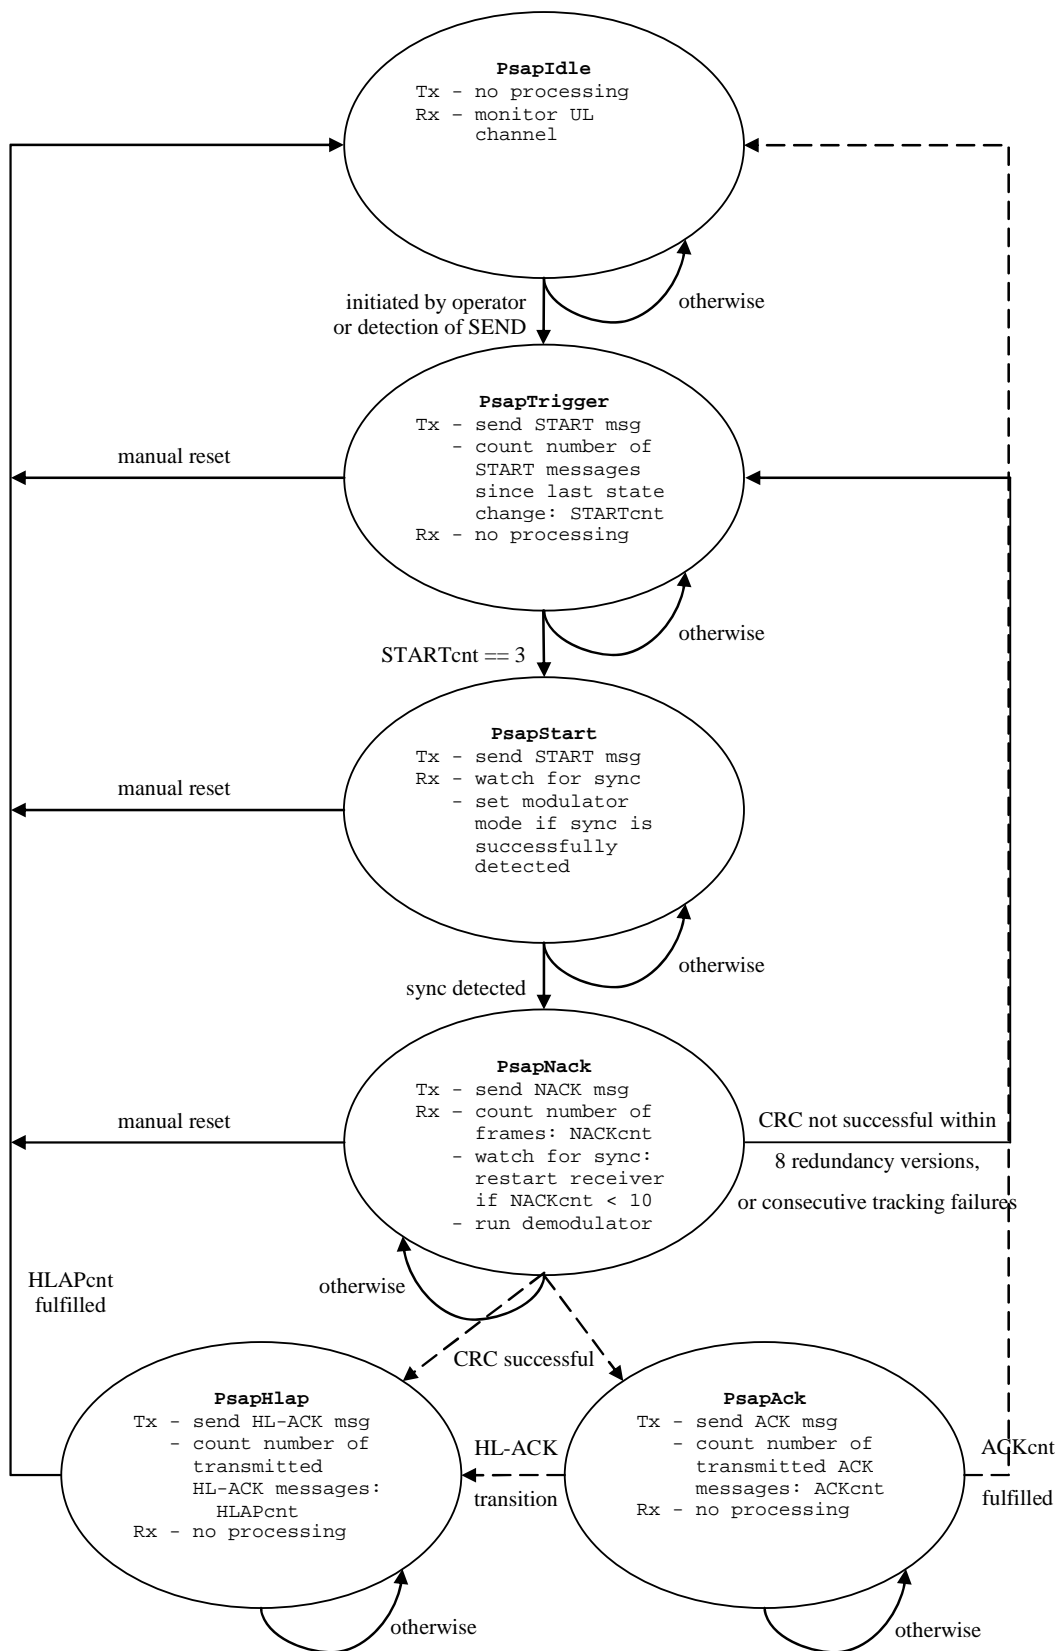 PsapIdle
Tx - no processing
Rx - monitor UL
channel
initiated by operator
or detection of SEND
otherwise
PsapTrigger
Tx - send START msg
- count number of
START messages
since last state
change: STARTcnt
Rx - no processing
manual reset
STARTcnt == 3
otherwise
PsapStart
Tx - send START msg
Rx - watch for sync
- set modulator
mode if sync is
successfully
detected
manual reset
sync detected
otherwise
PsapNack
Tx - send NACK msg
Rx - count number of
frames: NACKcnt
- watch for sync:
restart receiver
if NACKcnt < 10
- run demodulator
manual reset
CRC not successful within
8 redundancy versions,
or consecutive tracking failures
HLAPcnt
fulfilled
otherwise
CRC successful
PsapHlap
Tx - send HL-ACK msg
- count number of
transmitted
HL-ACK messages:
HLAPcnt
Rx - no processing
HL-ACK
transition
PsapAck
Tx - send ACK msg
- count number of
transmitted ACK
messages: ACKcnt
Rx - no processing
ACKcnt
fulfilled
otherwise
otherwise